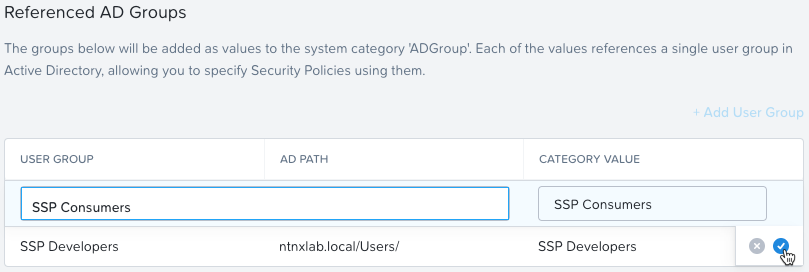 Referenced AD Groups
The groups below will be added as values to the system category 'ADGroup'. Each of the values references a single user group in
Active Directory, allowing you to specify Security Policies using them.
+ Add User Group
USER GROUP AD PATH CATEGORY VALUE
SSP Consumers SSP Consumers
SSP Developers ntnxlab.local/Users/ SSP Developers